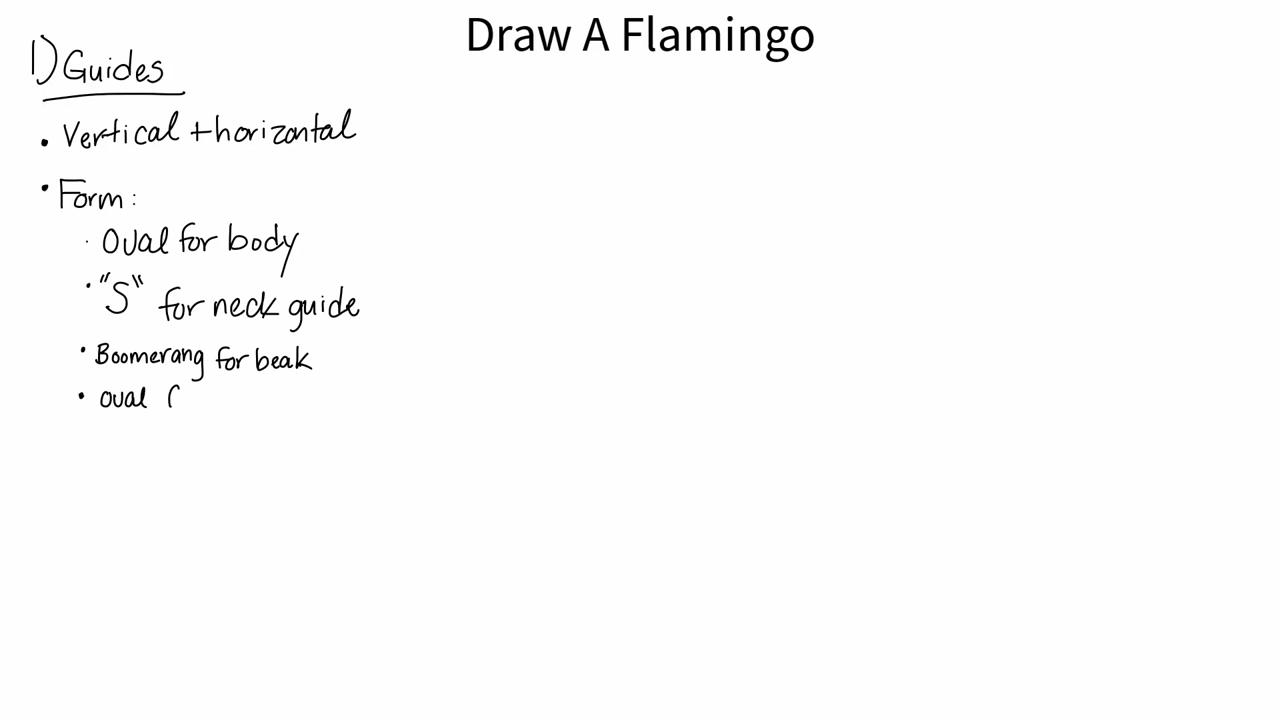 Draw A Flamingo
1) Guides
• Vertical + horizontal
• Form:
• Oval for body
• "S" for neck guide
• Boomerang for beak
• oval (